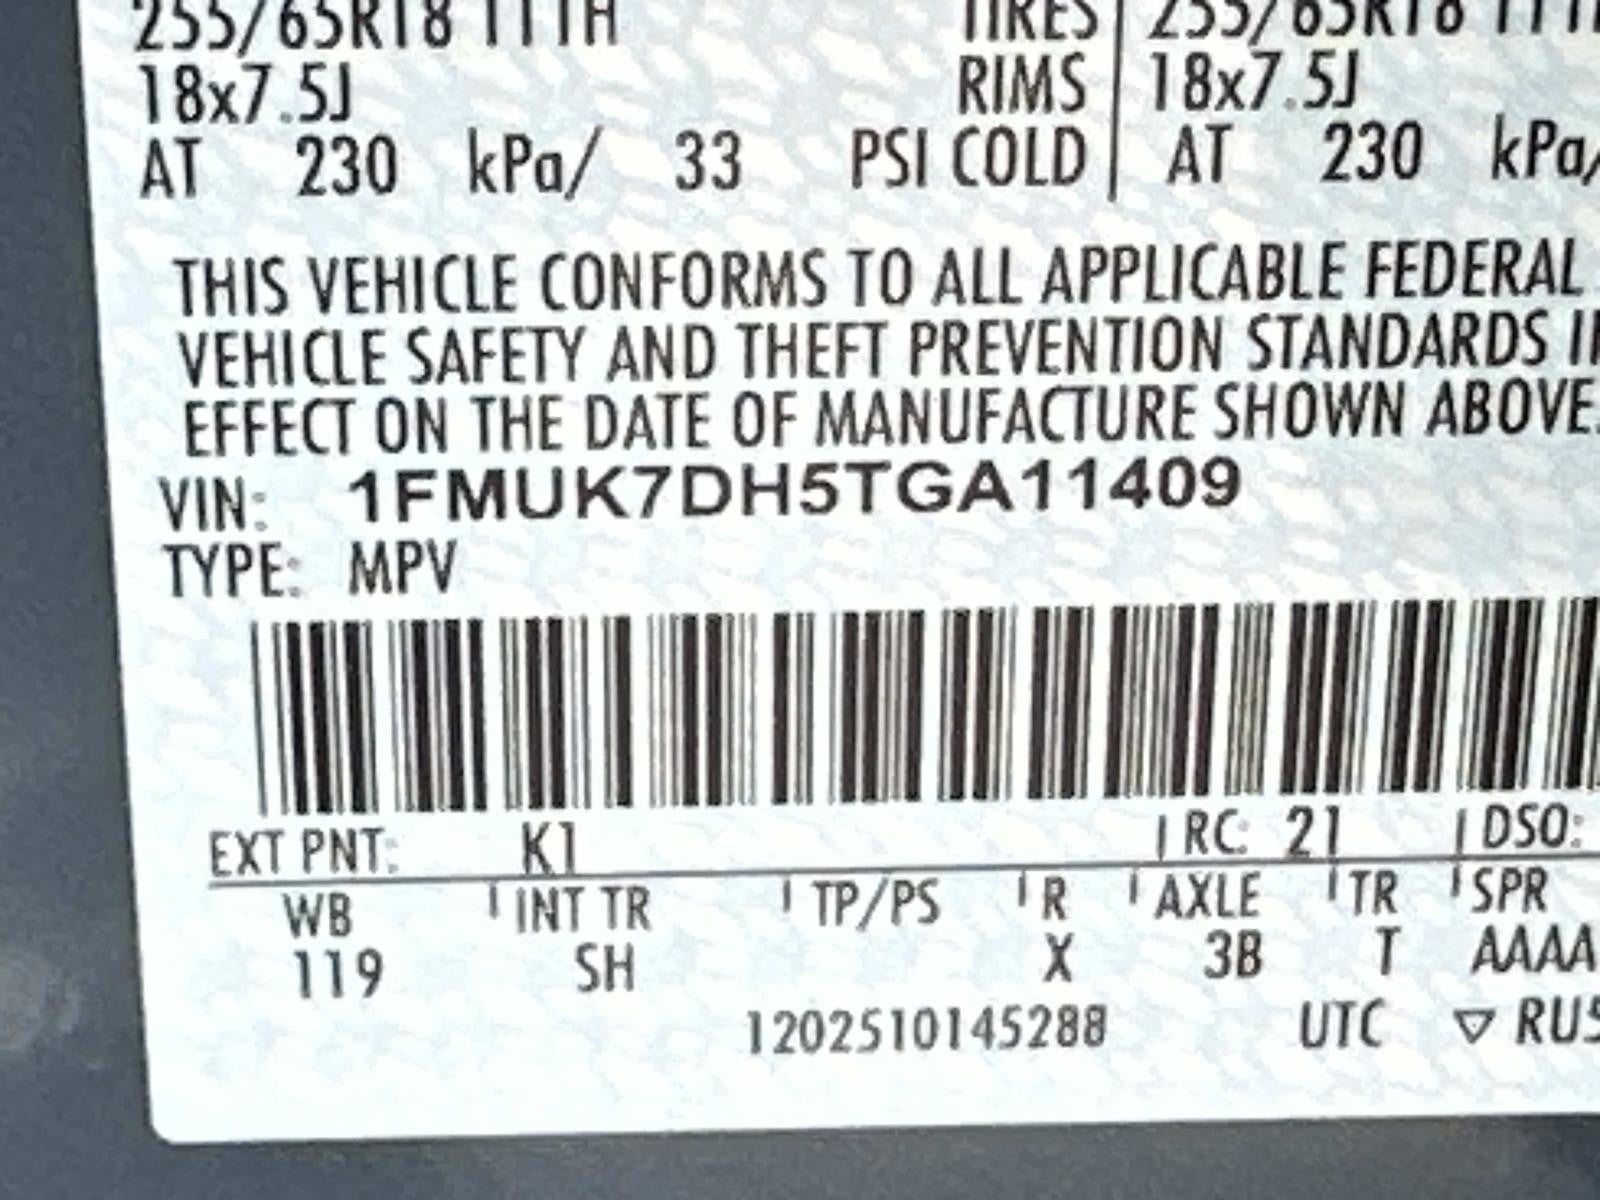 255/65R18 111H TIRES 255/65R18 111H
18x7.5J RIMS 18x7.5J
AT 230 kPa/ 33 PSI COLD AT 230 kPa/
THIS VEHICLE CONFORMS TO ALL APPLICABLE FEDERAL
VEHICLE SAFETY AND THEFT PREVENTION STANDARDS IN
EFFECT ON THE DATE OF MANUFACTURE SHOWN ABOVE.
VIN: 1FMUK7DH5TGA11409
TYPE: MPV
EXT PNT: K1 RC: 21 DSO:
WB INT TR TP/PS R AXLE TR SPR
119 SH X 3B T AAAA
1202510145288 UTC ▽ RU5